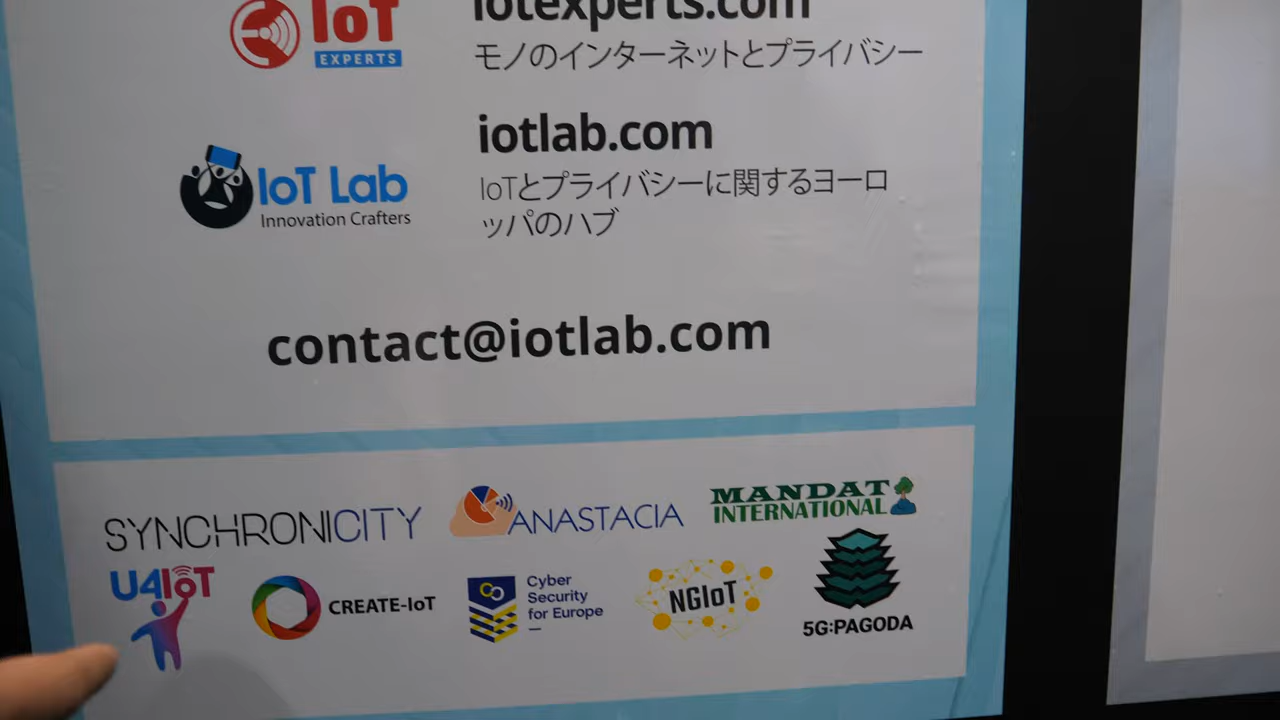 IoT
EXPERTS
iotexperts.com
モノのインターネットとプライバシー
IoT Lab
Innovation Crafters
iotlab.com
IoTとプライバシーに関するヨーロ
ッパのハブ
contact@iotlab.com
SYNCHRONICITY
ANASTACIA
MANDAT
INTERNATIONAL
U4IoT
CREATE-IoT
Cyber
Security
for Europe
NGIoT
5G:PAGODA